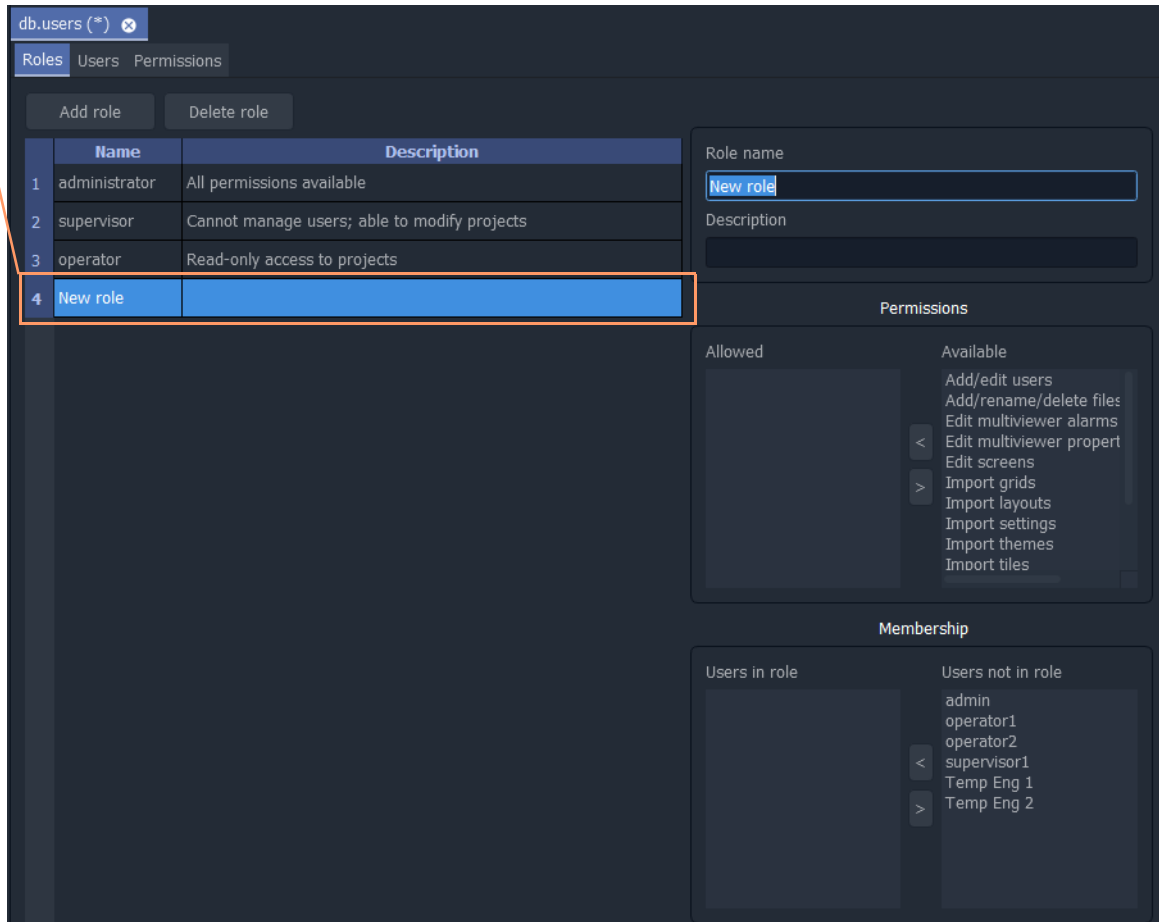 db.users (*)
Roles Users Permissions
Add role Delete role
Name Description
1 administrator All permissions available
2 supervisor Cannot manage users; able to modify projects
3 operator Read-only access to projects
4 New role
Role name
New role
Description
Permissions
Allowed
Available
Add/edit users
Add/rename/delete files
Edit multiviewer alarms
Edit multiviewer propert
Edit screens
Import grids
Import layouts
Import settings
Import themes
Import tiles
<
>
Membership
Users in role
Users not in role
admin
operator1
operator2
supervisor1
Temp Eng 1
Temp Eng 2
<
>